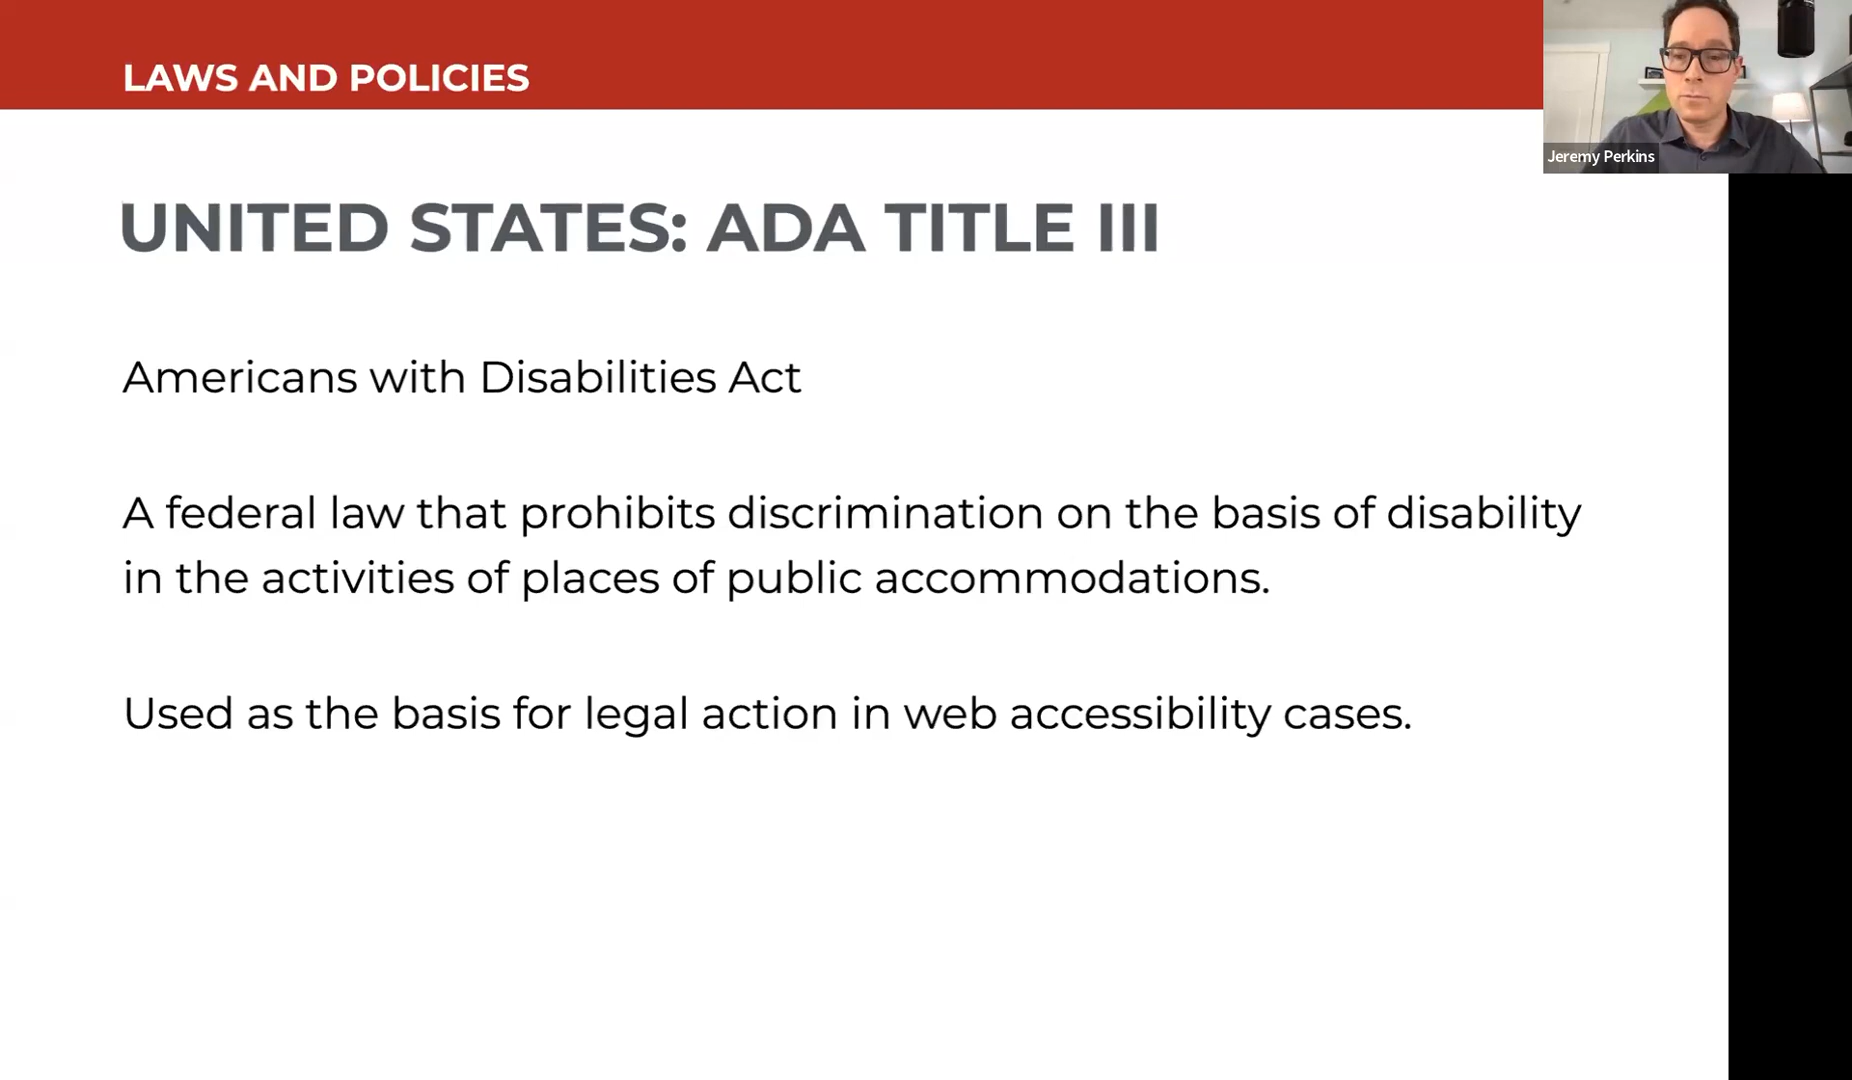 LAWS AND POLICIES
Jeremy Perkins
UNITED STATES: ADA TITLE III
Americans with Disabilities Act
A federal law that prohibits discrimination on the basis of disability
in the activities of places of public accommodations.
Used as the basis for legal action in web accessibility cases.